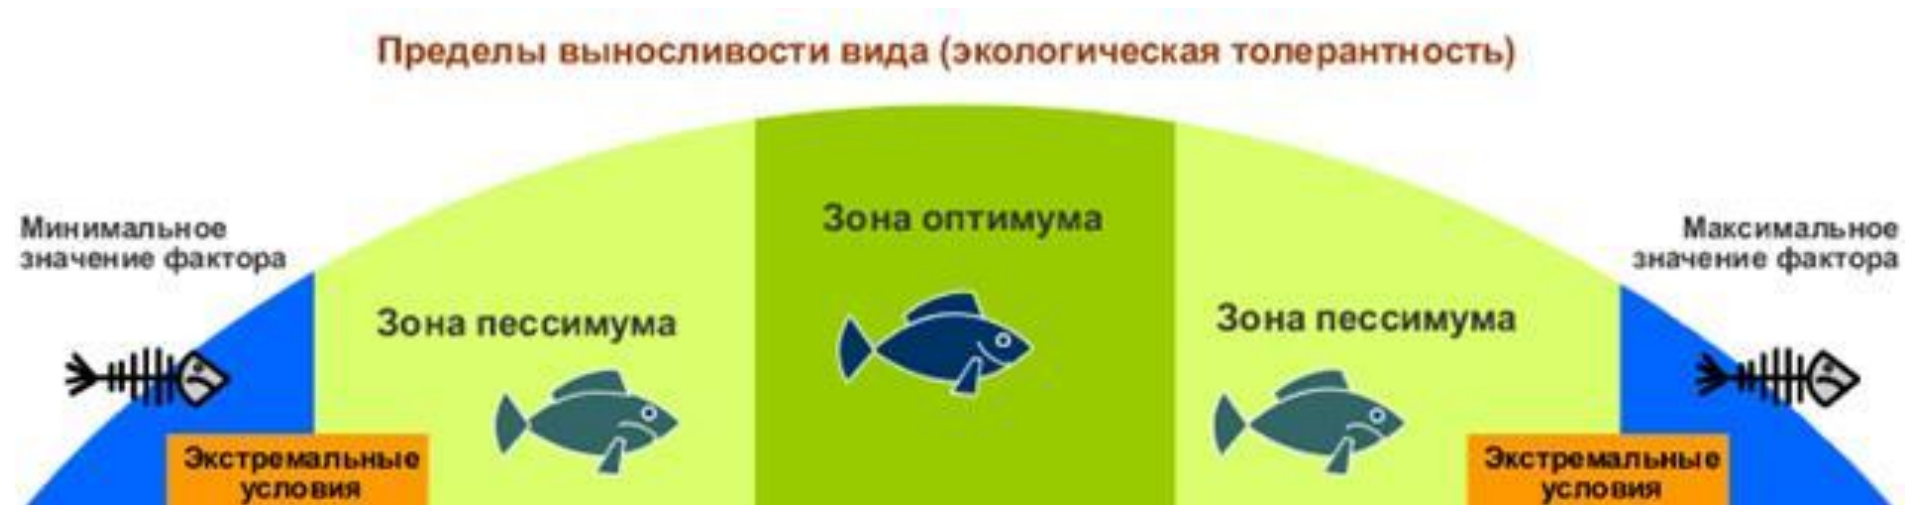 Пределы выносливости вида (экологическая толерантность)
Зона оптимума
Минимальное
значение фактора
Максимальное
значение фактора
Зона пессимума
Зона пессимума
Экстремальные
условия
Экстремальные
условия